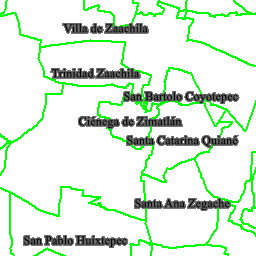 Villa de Zaachila
Trinidad Zaachila
San Bartolo Coyotepec
Ciénega de Zimatlán
Santa Catarina Quiané
Santa Ana Zegache
San Pablo Huixtepec